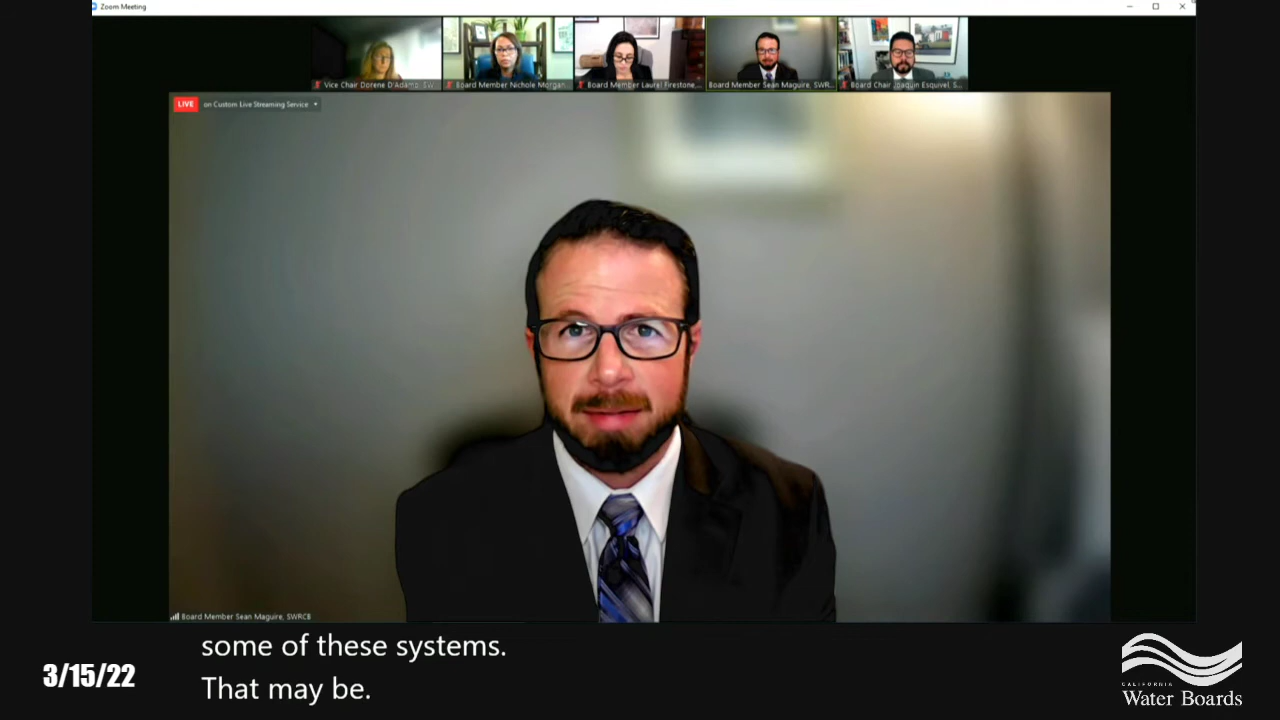 Zoom Meeting
Vice Chair Dorene D'Adamo, SW...
Board Member Nichole Morgan
Board Member Laurel Firestone,...
Board Member Sean Maguire, SWR...
Board Chair Joaquin Esquivel, S...
LIVE on Custom Live Streaming Service
Board Member Sean Maguire, SWRCB
some of these systems.
That may be.
3/15/22
CALIFORNIA
Water Boards